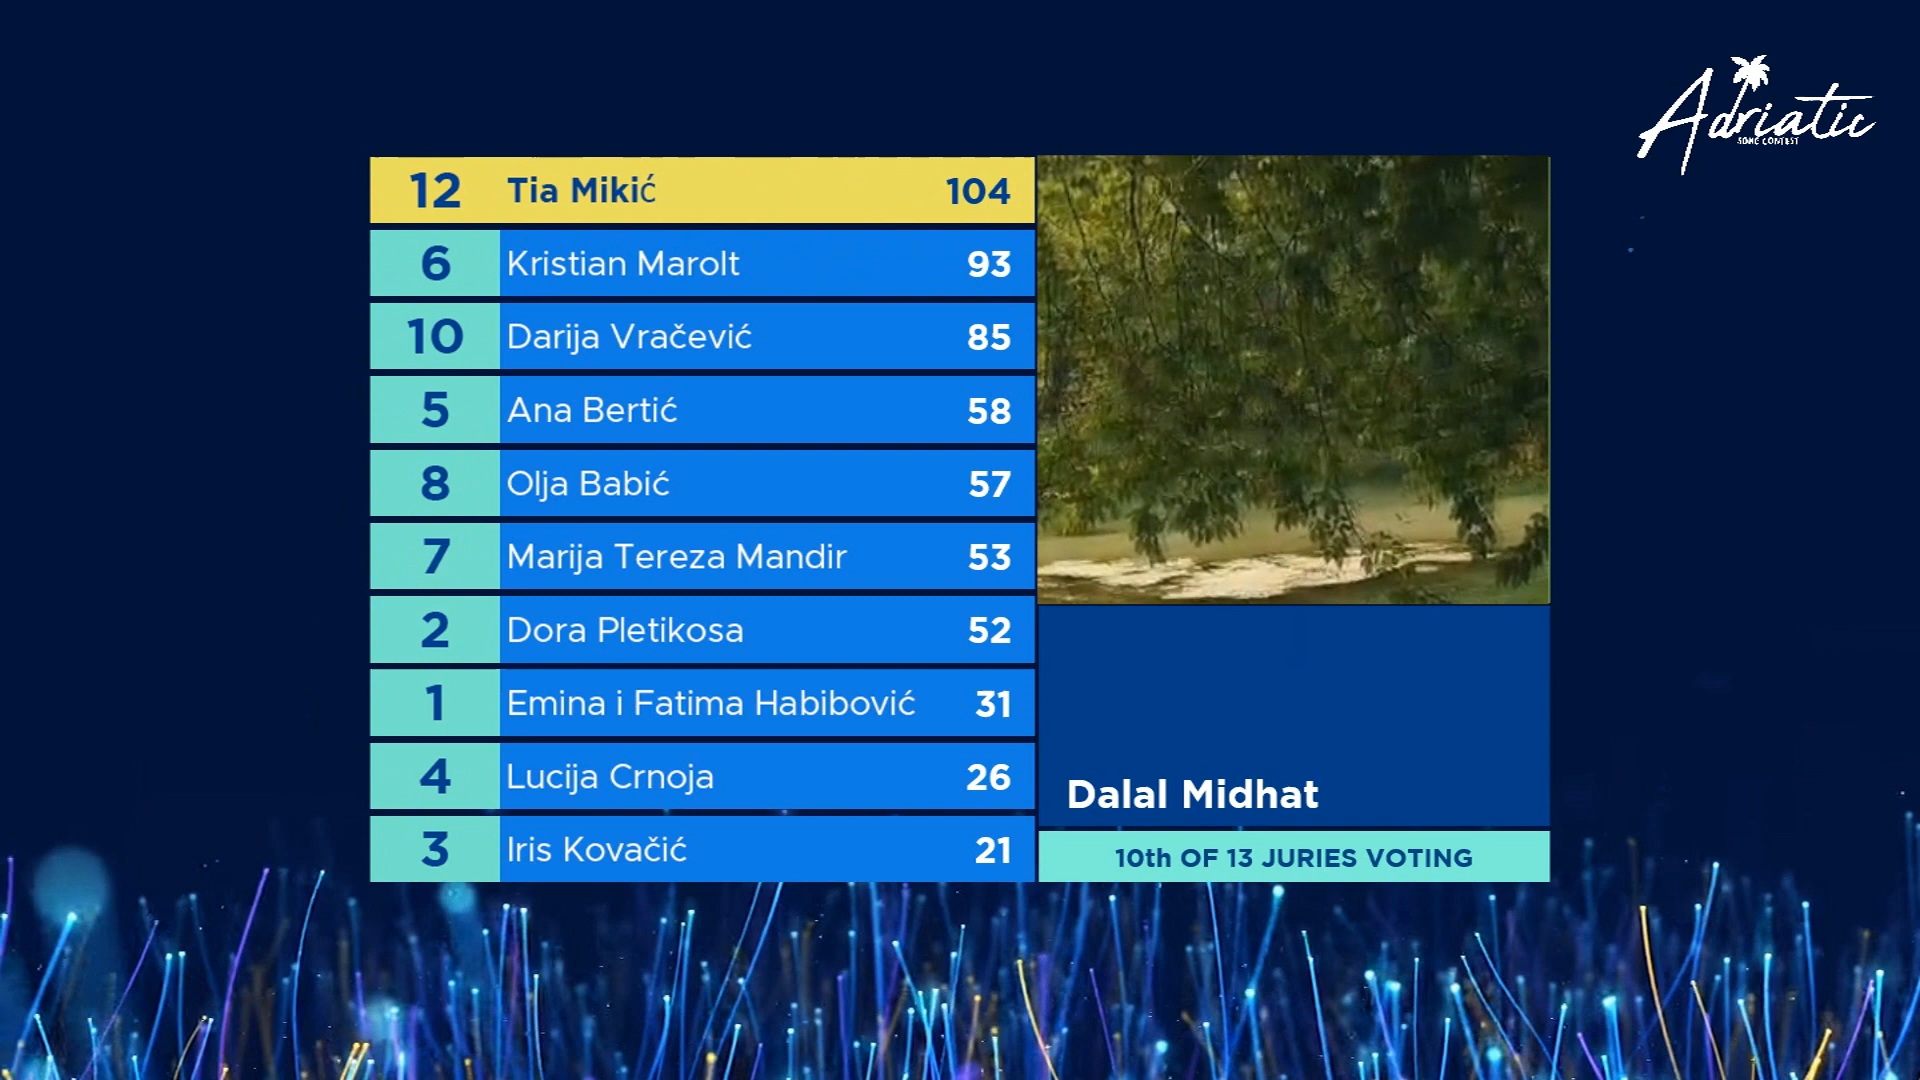 Adriatic
SONG CONTEST
12 Tia Mikić 104
6 Kristian Marolt 93
10 Darija Vračević 85
5 Ana Bertić 58
8 Olja Babić 57
7 Marija Tereza Mandir 53
2 Dora Pletikosa 52
1 Emina i Fatima Habibović 31
4 Lucija Crnoja 26
3 Iris Kovačić 21
Dalal Midhat
10th OF 13 JURIES VOTING